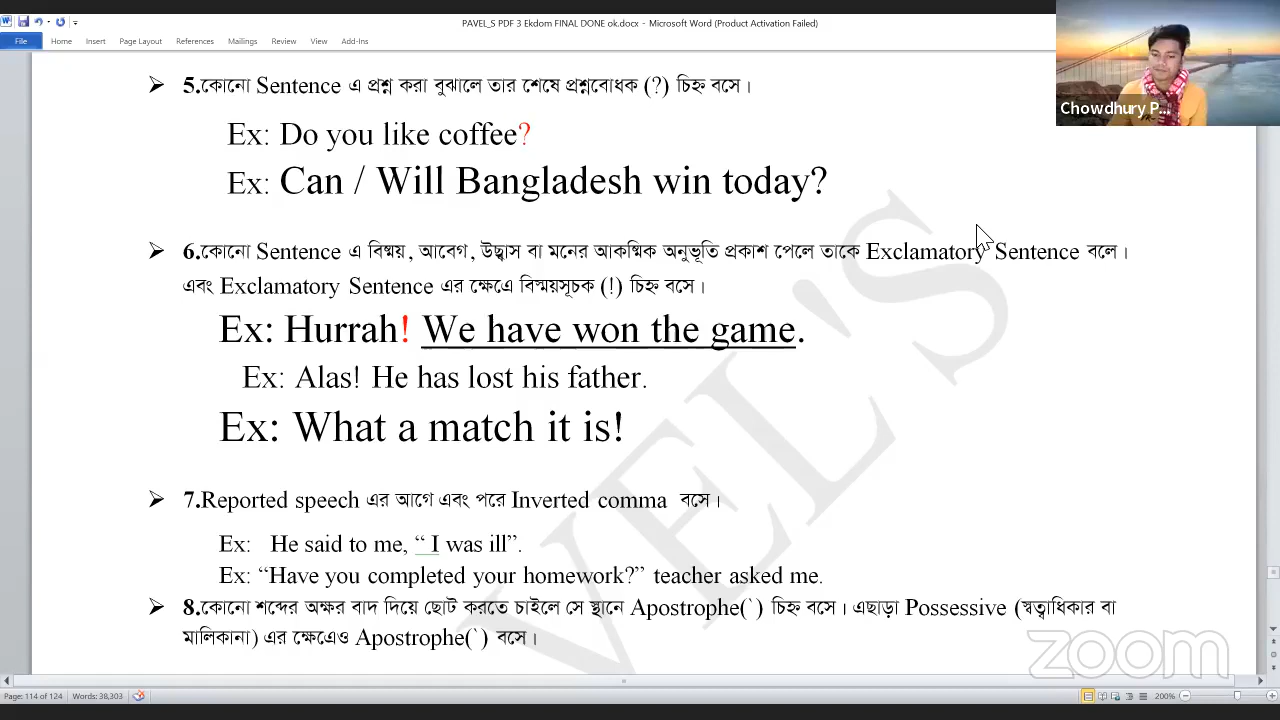 PAVEL_S PDF 3 Ekdom FINAL DONE ok.docx - Microsoft Word (Product Activation Failed)
File Home Insert Page Layout References Mailings Review View Add-Ins
Chowdhury P...
➢ 5.কোনো Sentence এ প্রশ্ন করা বুঝালে তার শেষে প্রশ্নবোধক (?) চিহ্ন বসে।
Ex: Do you like coffee?
Ex: Can / Will Bangladesh win today?
➢ 6.কোনো Sentence এ বিষ্ময়, আবেগ, উছ্বাস বা মনের আকষ্মিক অনুভূতি প্রকাশ পেলে তাকে Exclamatory Sentence বলে।
এবং Exclamatory Sentence এর ক্ষেএে বিষ্ময়সূচক (!) চিহ্ন বসে।
Ex: Hurrah! We have won the game.
Ex: Alas! He has lost his father.
Ex: What a match it is!
➢ 7.Reported speech এর আগে এবং পরে Inverted comma বসে।
Ex: He said to me, “ I was ill”.
Ex: “Have you completed your homework?” teacher asked me.
➢ 8.কোনো শব্দের অক্ষর বাদ দিয়ে ছোট করতে চাইলে সে স্থানে Apostrophe(`) চিহ্ন বসে। এছাড়া Possessive (স্বত্বাধিকার বা
মালিকানা) এর ক্ষেএেও Apostrophe(`) বসে।
VEL'S
zoom
Page: 114 of 124 Words: 38,303 200%